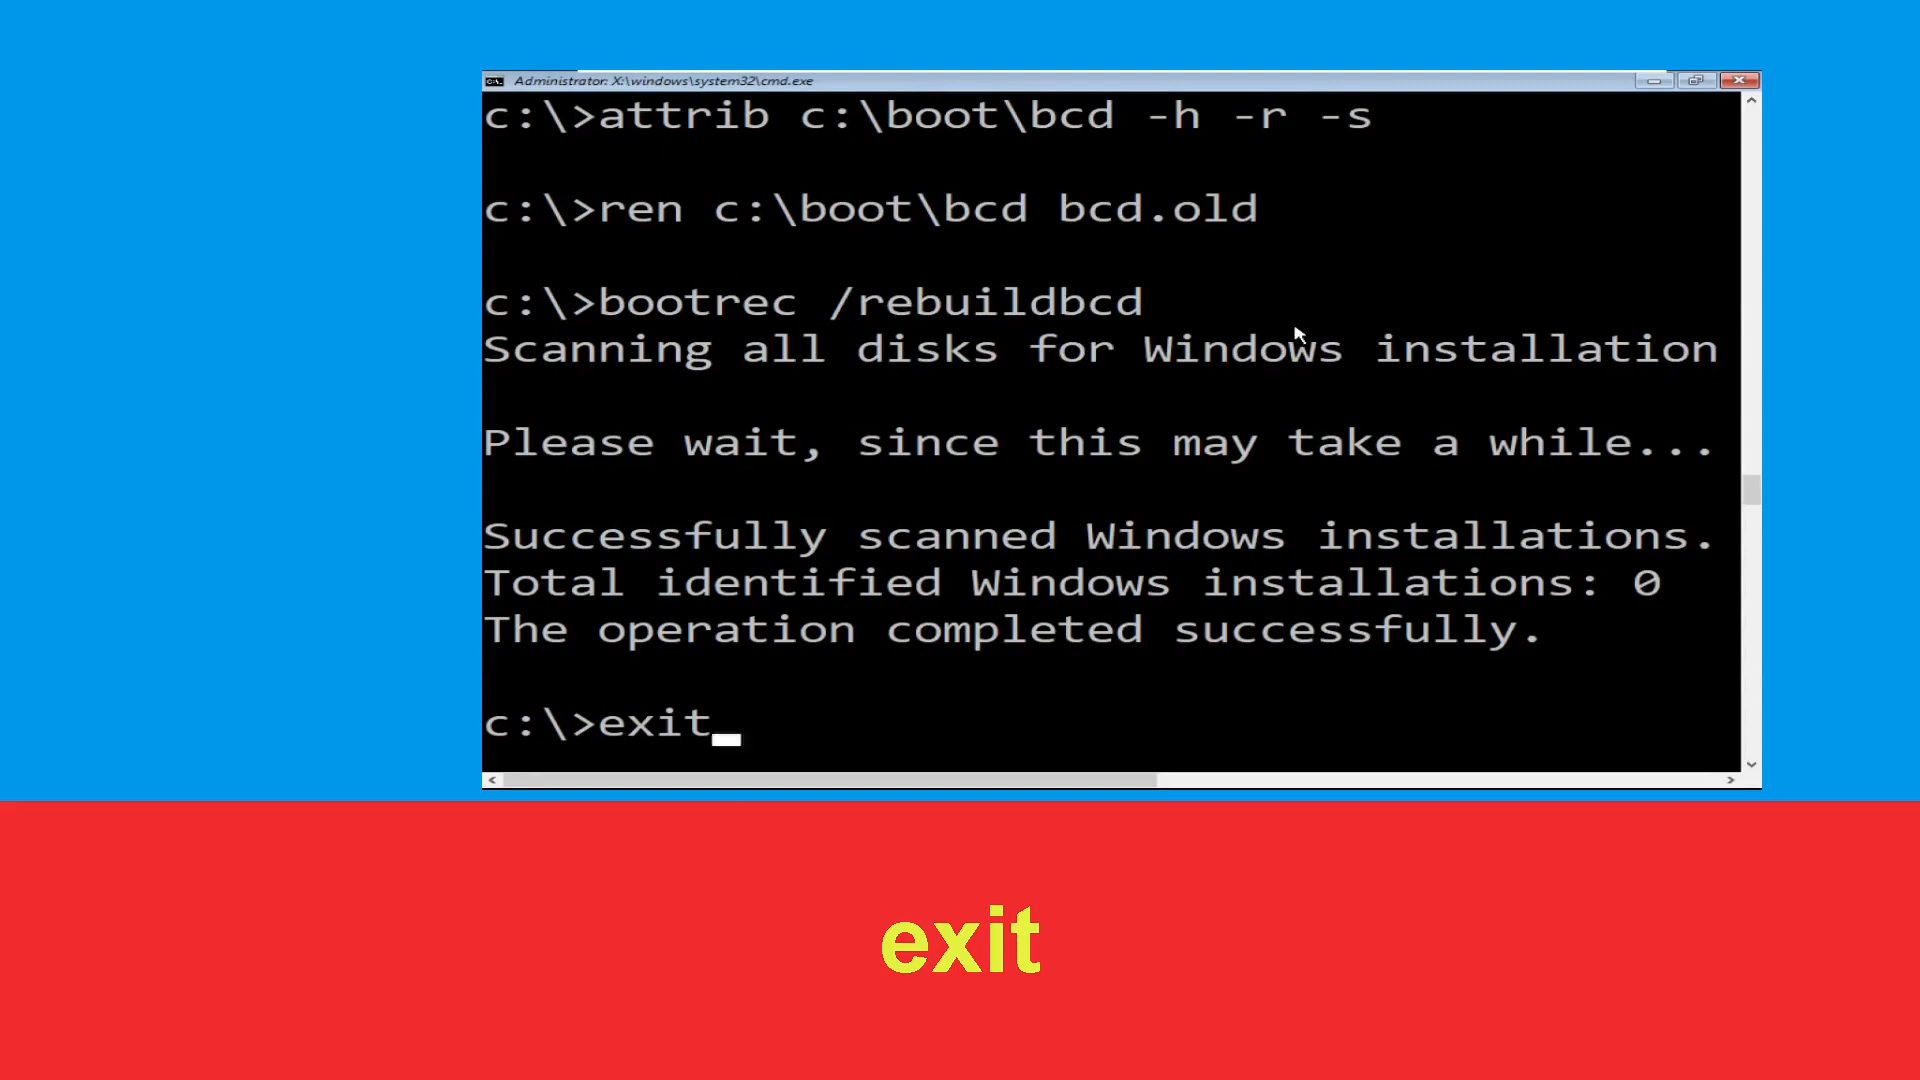 Administrator: X:\windows\system32\cmd.exe
c:\>attrib c:\boot\bcd -h -r -s
c:\>ren c:\boot\bcd bcd.old
c:\>bootrec /rebuildbcd
Scanning all disks for Windows installation
Please wait, since this may take a while...
Successfully scanned Windows installations.
Total identified Windows installations: 0
The operation completed successfully.
c:\>exit
exit